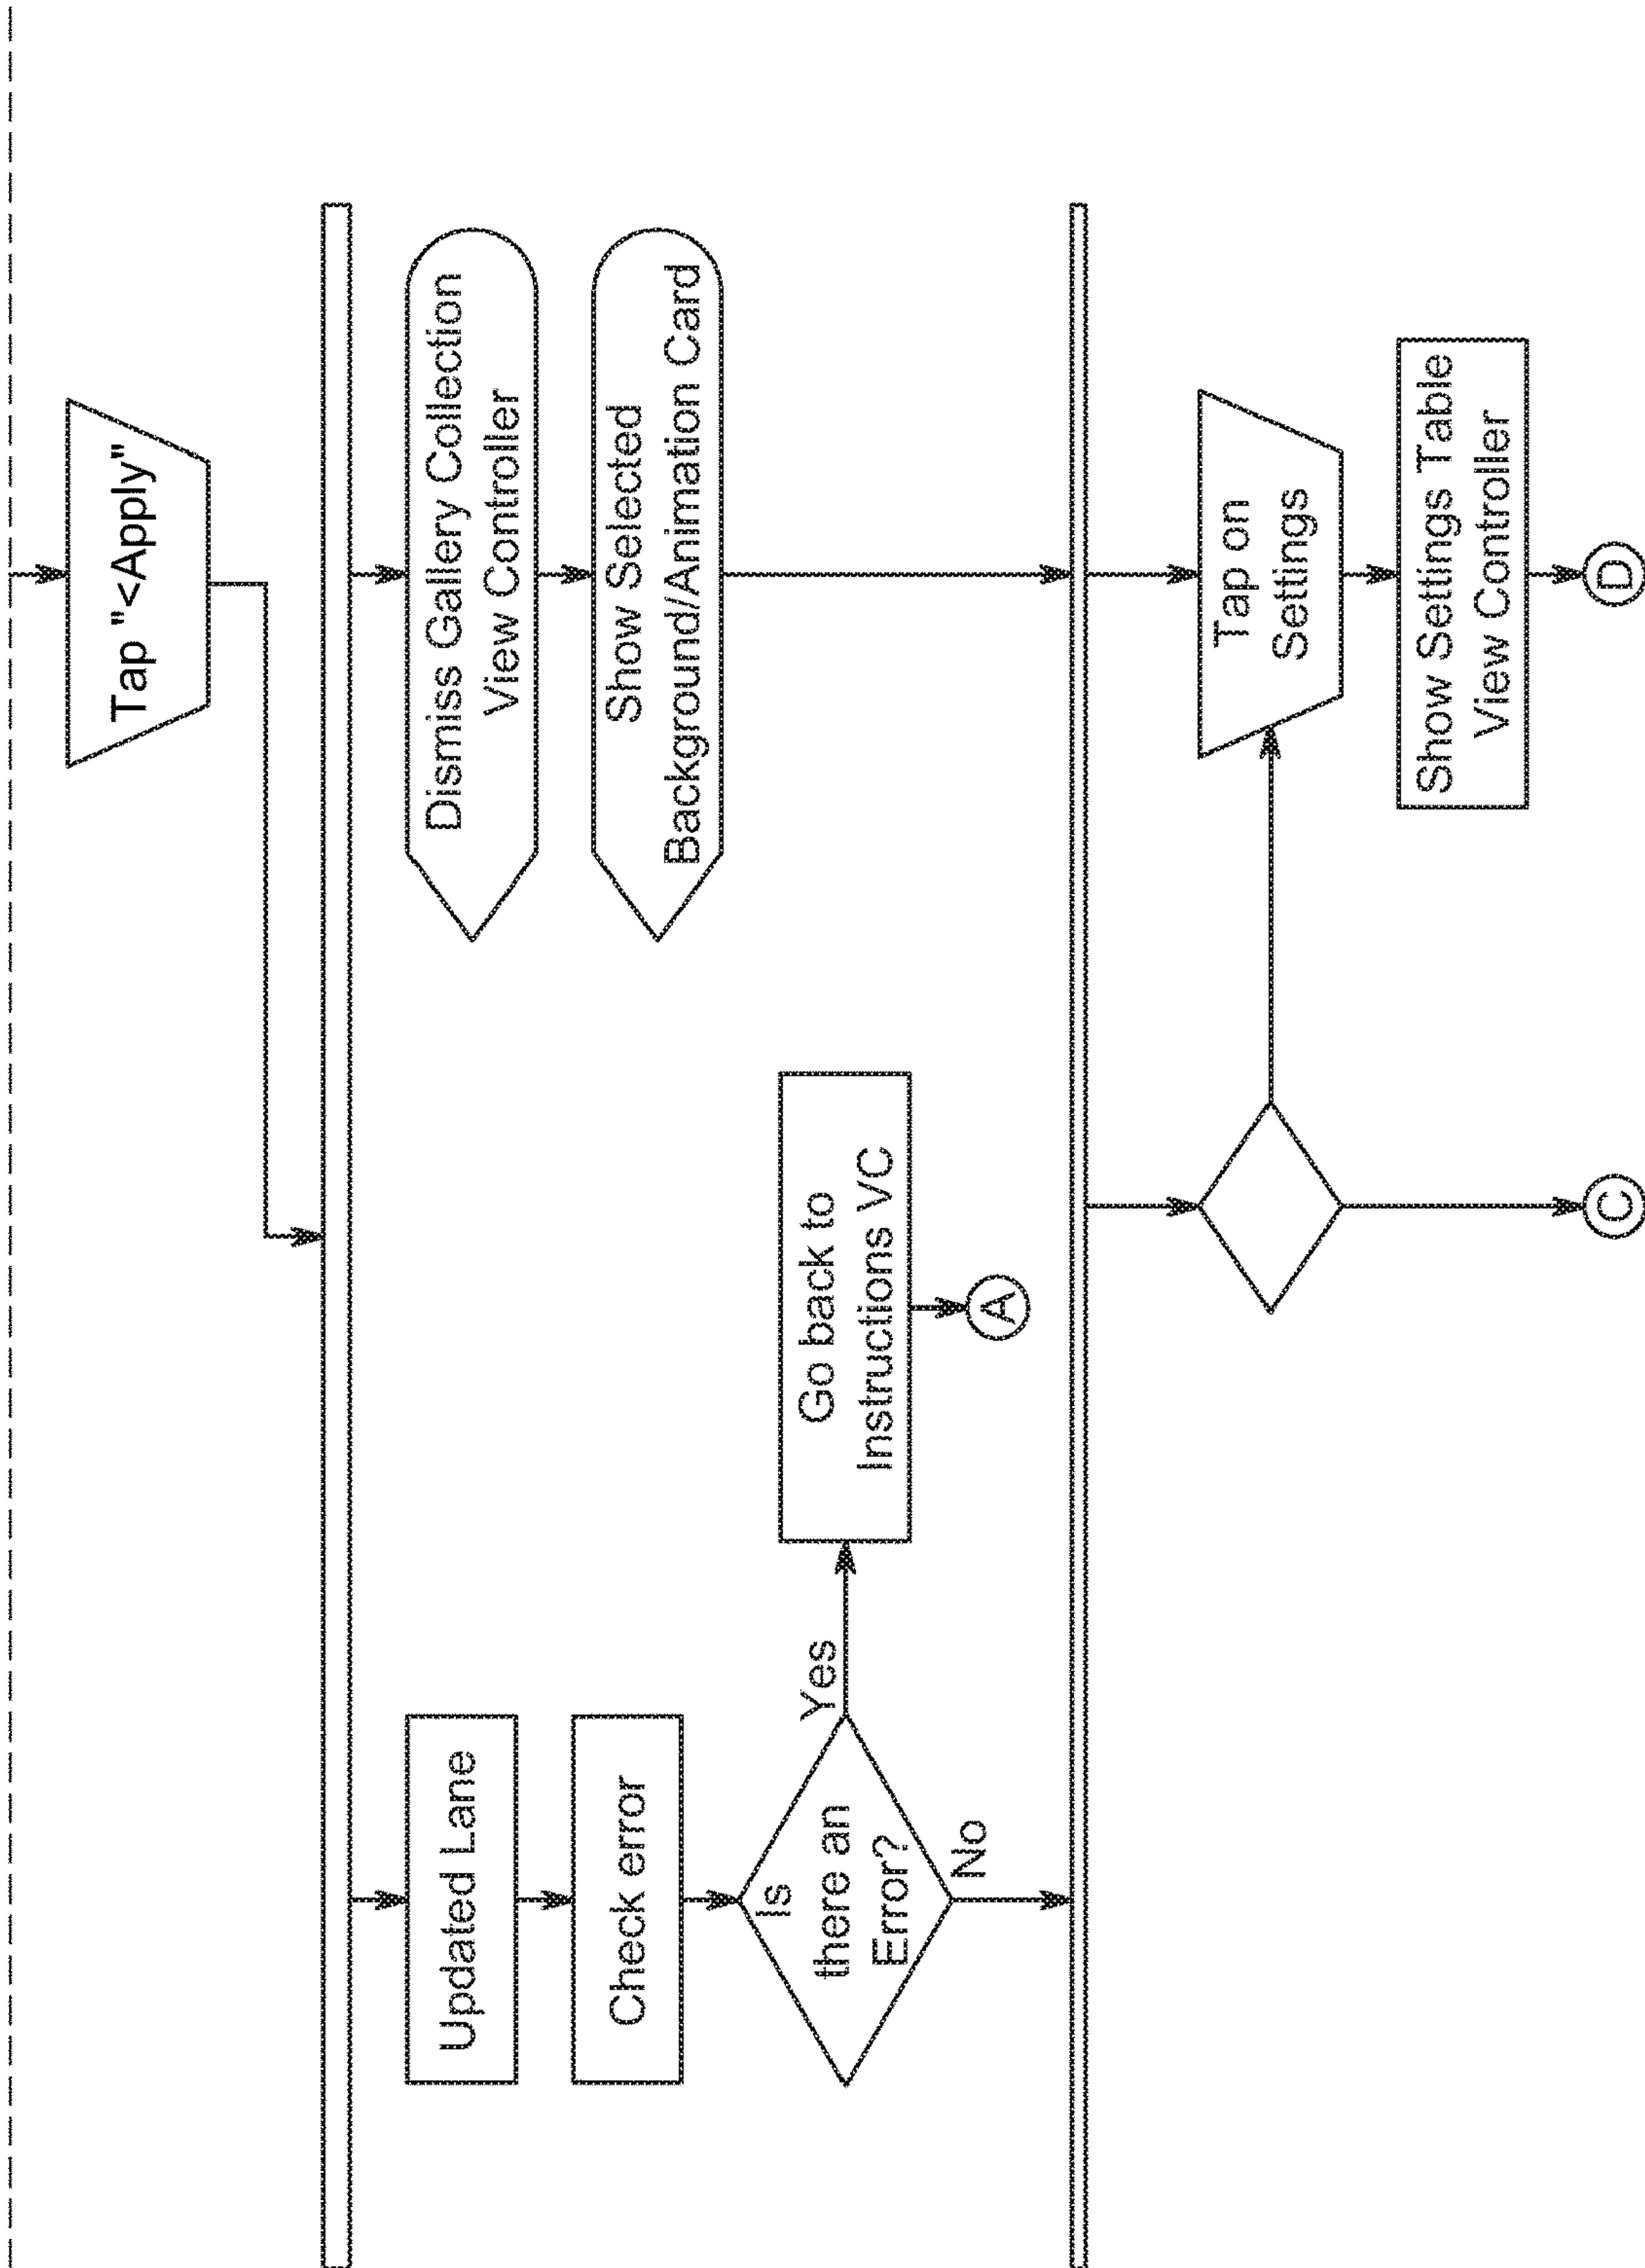 Tap "<Apply"
Updated Lane
Dismiss Gallery Collection
View Controller
Check error
Show Selected
Background/Animation Card
Is
there an
Error?
Yes
No
Go back to
Instructions VC
A
Tap on
Settings
Show Settings Table
View Controller
C
D